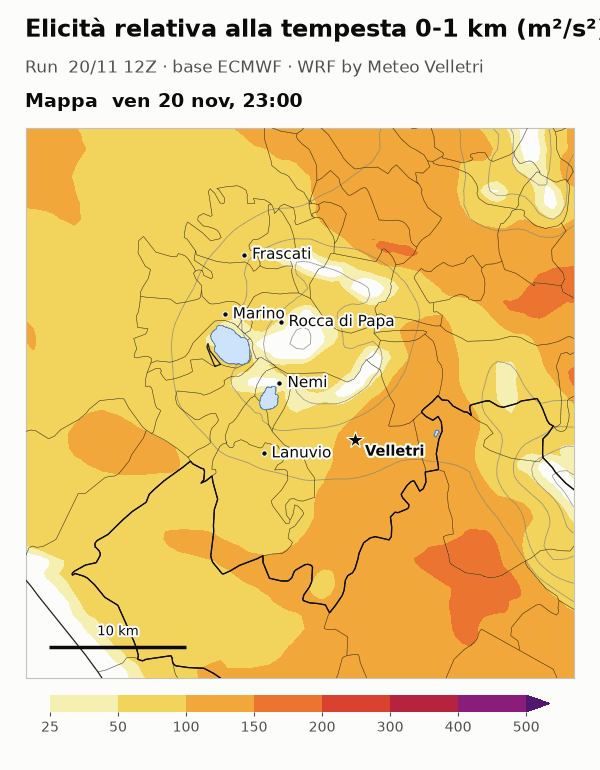 Elicità relativa alla tempesta 0-1 km (m²/s²)
Run  20/11 12Z · base ECMWF · WRF by Meteo Velletri
Mappa  ven 20 nov, 23:00
Frascati
Marino
Rocca di Papa
Nemi
Velletri
Lanuvio
10 km
25 50 100 150 200 300 400 500